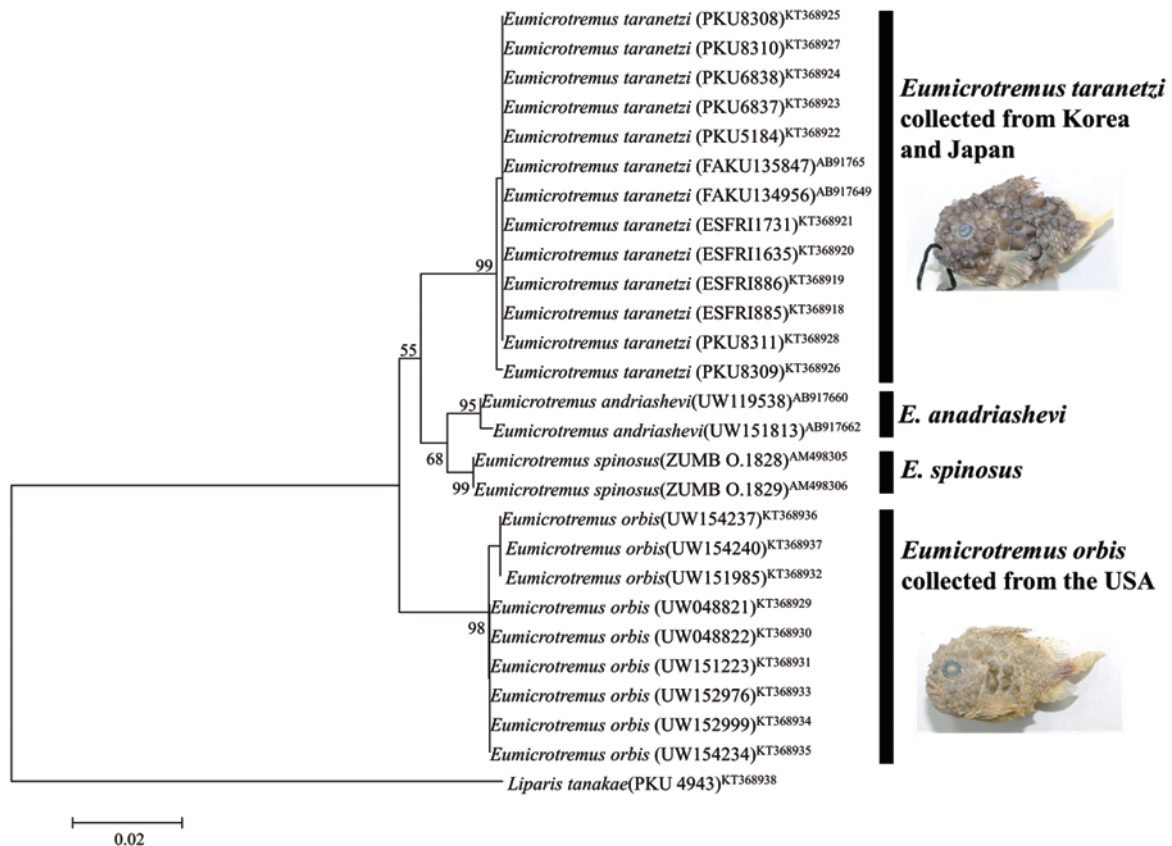 Eumicrotremus taranetzi (PKU8308)KT368925
Eumicrotremus taranetzi (PKU8310)KT368927
Eumicrotremus taranetzi (PKU6838)KT368924
Eumicrotremus taranetzi (PKU6837)KT368923
Eumicrotremus taranetzi (PKU5184)KT368922
Eumicrotremus taranetzi (FAKU135847)AB91765
Eumicrotremus taranetzi (FAKU134956)AB917649
Eumicrotremus taranetzi (ESFRI1731)KT368921
Eumicrotremus taranetzi (ESFRI1635)KT368920
Eumicrotremus taranetzi (ESFRI886)KT368919
Eumicrotremus taranetzi (ESFRI885)KT368918
Eumicrotremus taranetzi (PKU8311)KT368928
Eumicrotremus taranetzi (PKU8309)KT368926
Eumicrotremus andriashevi(UW119538)AB917660
Eumicrotremus andriashevi(UW151813)AB917662
Eumicrotremus spinosus(ZUMB O.1828)AM498305
Eumicrotremus spinosus(ZUMB O.1829)AM498306
Eumicrotremus orbis(UW154237)KT368936
Eumicrotremus orbis(UW154240)KT368937
Eumicrotremus orbis(UW151985)KT368932
Eumicrotremus orbis (UW048821)KT368929
Eumicrotremus orbis (UW048822)KT368930
Eumicrotremus orbis (UW151223)KT368931
Eumicrotremus orbis (UW152976)KT368933
Eumicrotremus orbis (UW152999)KT368934
Eumicrotremus orbis (UW154234)KT368935
Liparis tanakae(PKU 4943)KT368938
99
55
95
68
99
98
0.02
Eumicrotremus taranetzi
collected from Korea
and Japan
E. anadriashevi
E. spinosus
Eumicrotremus orbis
collected from the USA